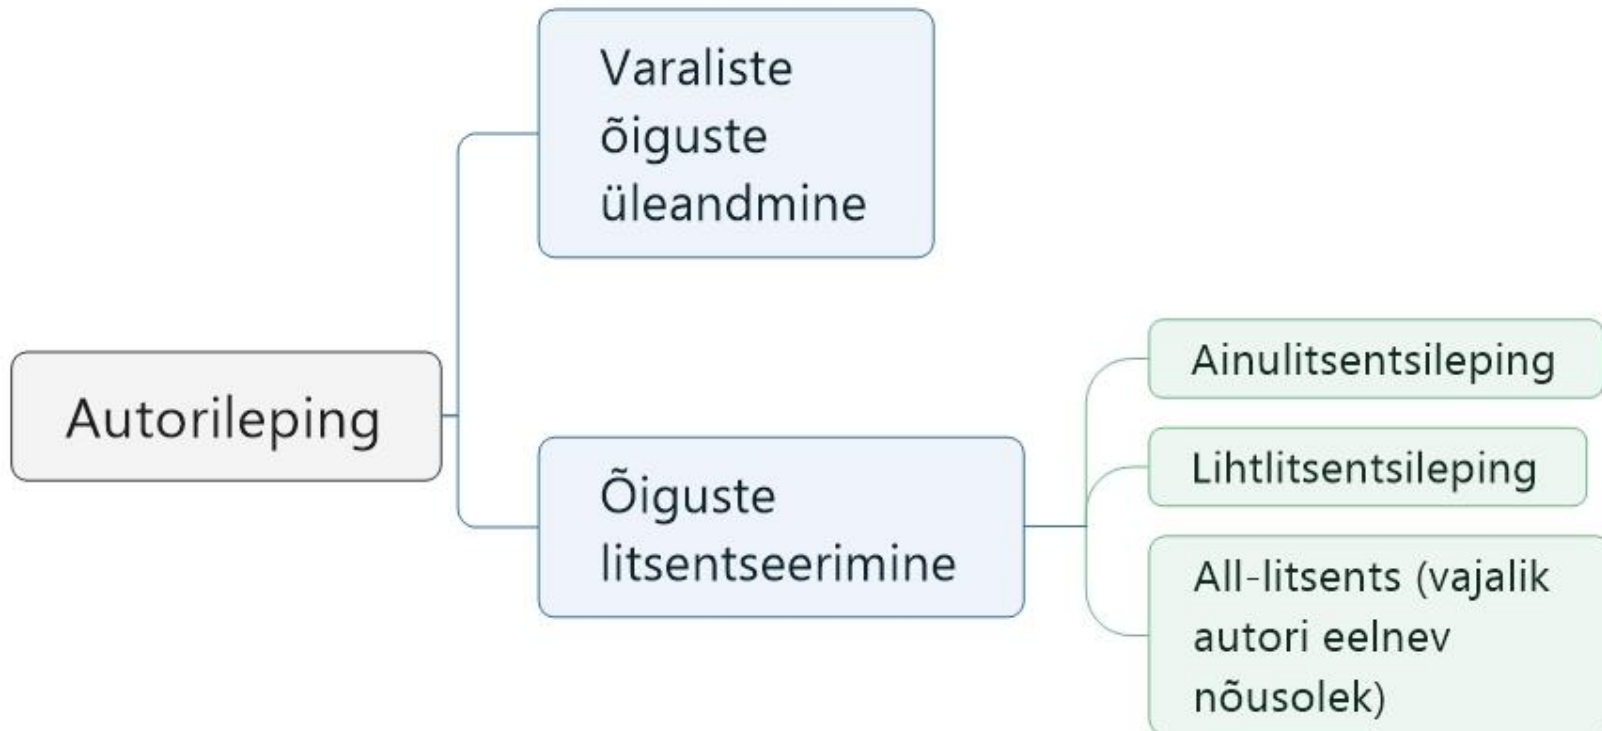 Varaliste
õiguste
üleandmine
Autorileping
Õiguste
litsentseerimine
Ainulitsentsileping
Lihtlitsentsileping
All-litsents (vajalik
autori eelnev
nõusolek)